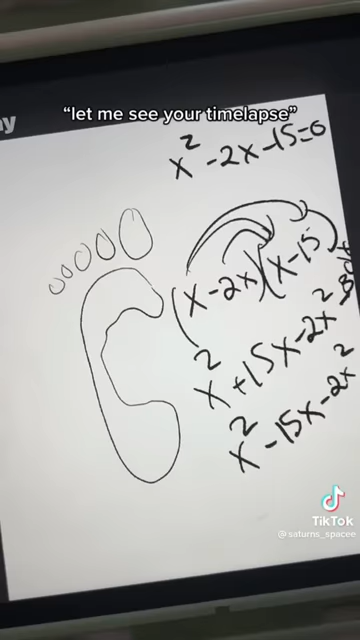 ay
“let me see your timelapse”
x² -2x -15=0
(x -2x)(x -15)
x² +15x -2x²
x² -15x -2x²
TikTok
@saturns_spacee